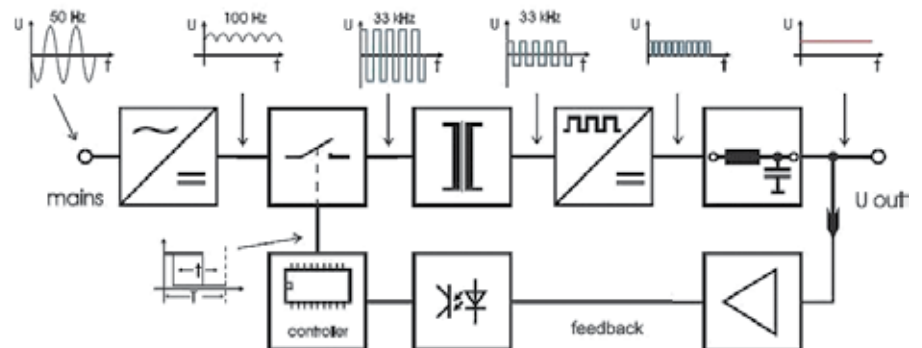 U 50 Hz t
U 100 Hz t
U 33 kHz t
U 33 kHz t
U t
U t
mains
U out
t
T
controller
feedback